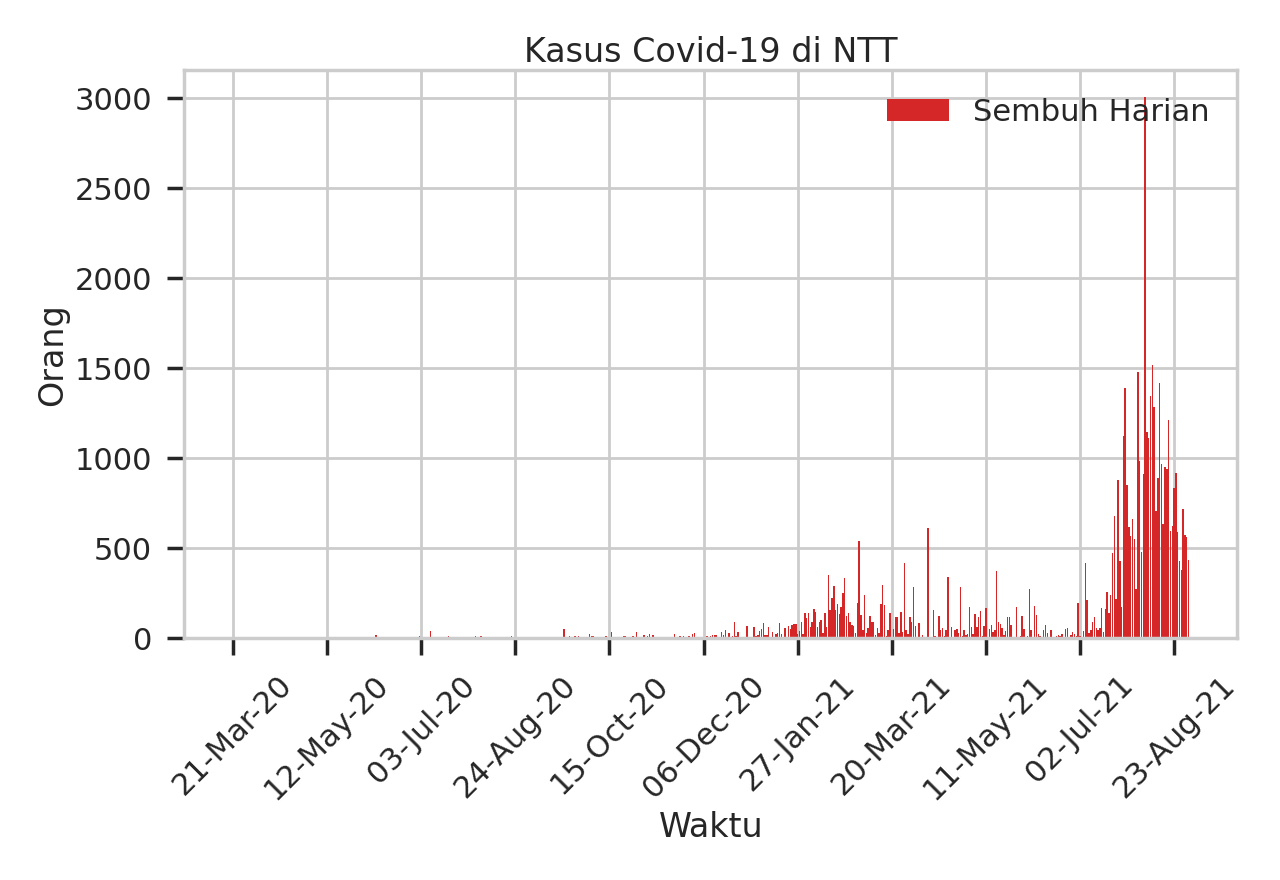 Kasus Covid-19 di NTT
Sembuh Harian
Orang
3000
2500
2000
1500
1000
500
0
21-Mar-20
12-May-20
03-Jul-20
24-Aug-20
15-Oct-20
06-Dec-20
27-Jan-21
20-Mar-21
11-May-21
02-Jul-21
23-Aug-21
Waktu